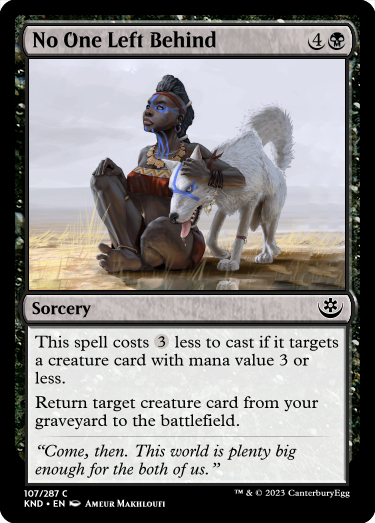 No One Left Behind 4
Sorcery
This spell costs 3 less to cast if it targets
a creature card with mana value 3 or
less.
Return target creature card from your
graveyard to the battlefield.
“Come, then. This world is plenty big
enough for the both of us.”
107/287 C
KND • EN Ameur Makhloufi
™ & © 2023 CanterburyEgg